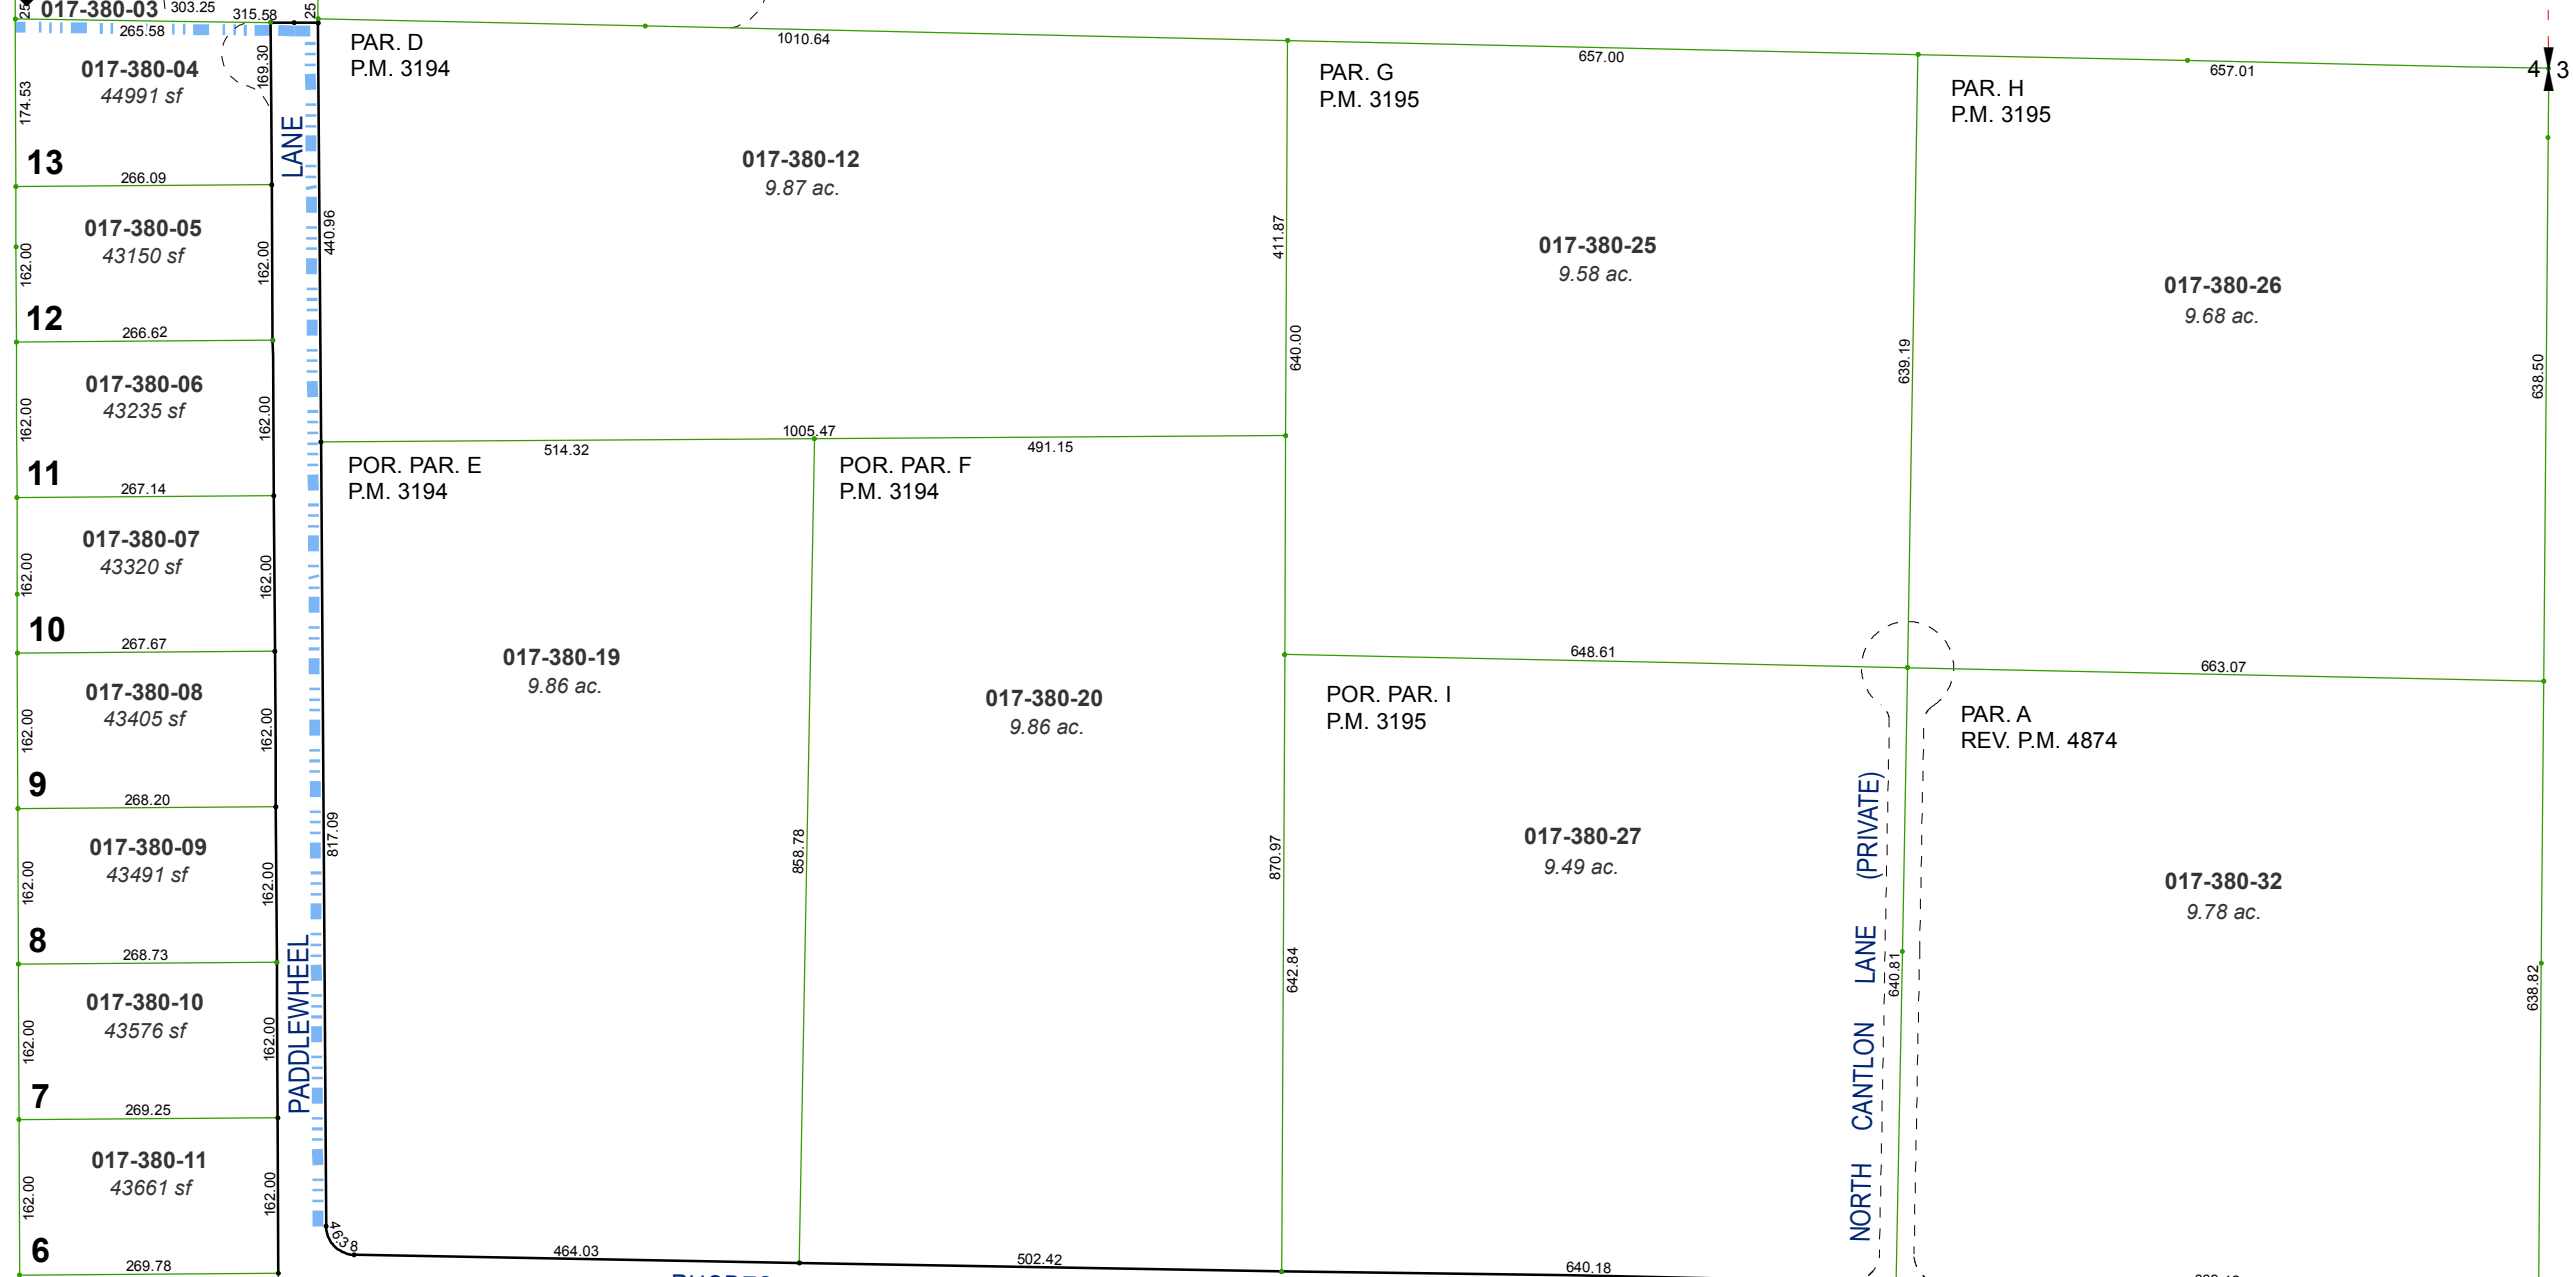 017-380-03
303.25
315.58
25
25
265.58
169.30
017-380-04
44991 sf
174.53
13
266.09
LANE
017-380-05
43150 sf
162.00
162.00
12
266.62
017-380-06
43235 sf
162.00
162.00
11
267.14
017-380-07
43320 sf
162.00
162.00
10
267.67
017-380-08
43405 sf
162.00
162.00
9
268.20
017-380-09
43491 sf
162.00
162.00
8
268.73
017-380-10
43576 sf
162.00
162.00
7
269.25
017-380-11
43661 sf
162.00
162.00
6
269.78
PADDLEWHEEL
PAR. D
P.M. 3194
1010.64
017-380-12
9.87 ac.
440.96
411.87
640.00
1005.47
514.32
491.15
POR. PAR. E
P.M. 3194
017-380-19
9.86 ac.
817.09
46.38
464.03
POR. PAR. F
P.M. 3194
017-380-20
9.86 ac.
858.78
870.97
642.84
502.42
PAR. G
P.M. 3195
657.00
017-380-25
9.58 ac.
639.19
648.61
PAR. H
P.M. 3195
657.01
4 3
017-380-26
9.68 ac.
638.50
663.07
POR. PAR. I
P.M. 3195
017-380-27
9.49 ac.
640.18
640.81
NORTH CANTLON LANE (PRIVATE)
PAR. A
REV. P.M. 4874
017-380-32
9.78 ac.
638.82